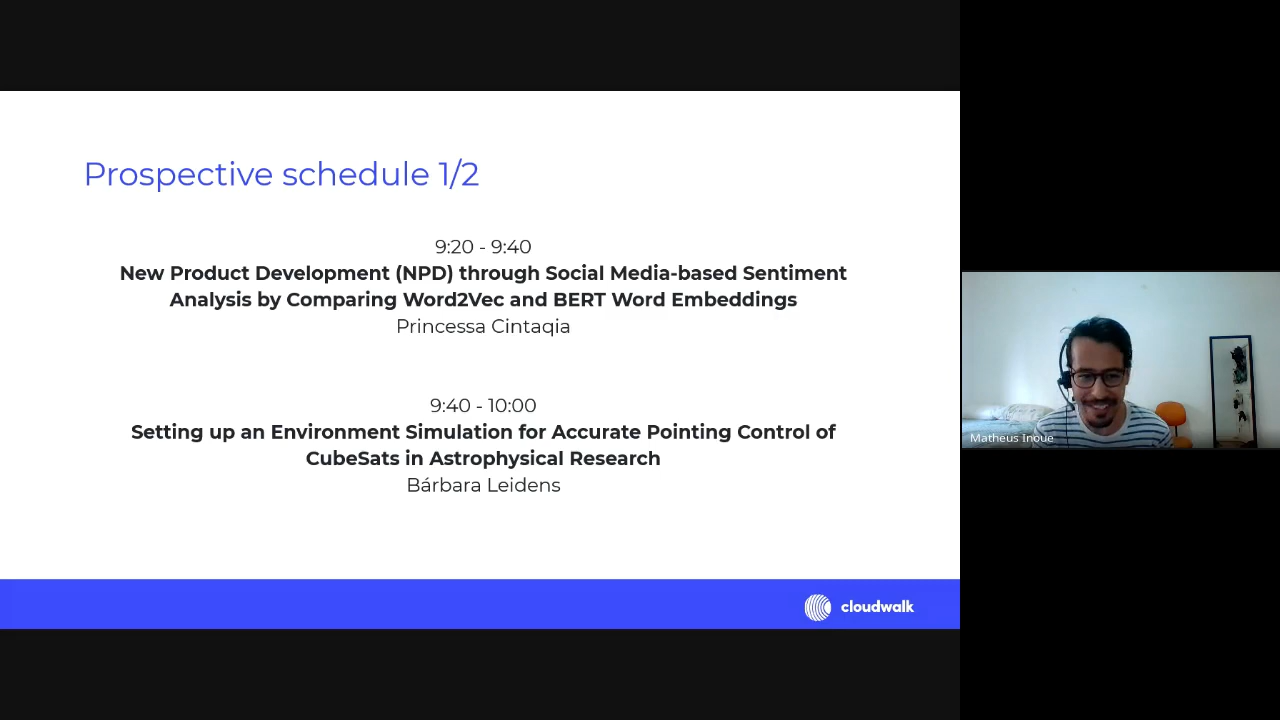 Prospective schedule 1/2
9:20 - 9:40
New Product Development (NPD) through Social Media-based Sentiment
Analysis by Comparing Word2Vec and BERT Word Embeddings
Princessa Cintaqia
9:40 - 10:00
Setting up an Environment Simulation for Accurate Pointing Control of
CubeSats in Astrophysical Research
Bárbara Leidens
cloudwalk
Matheus Inoue